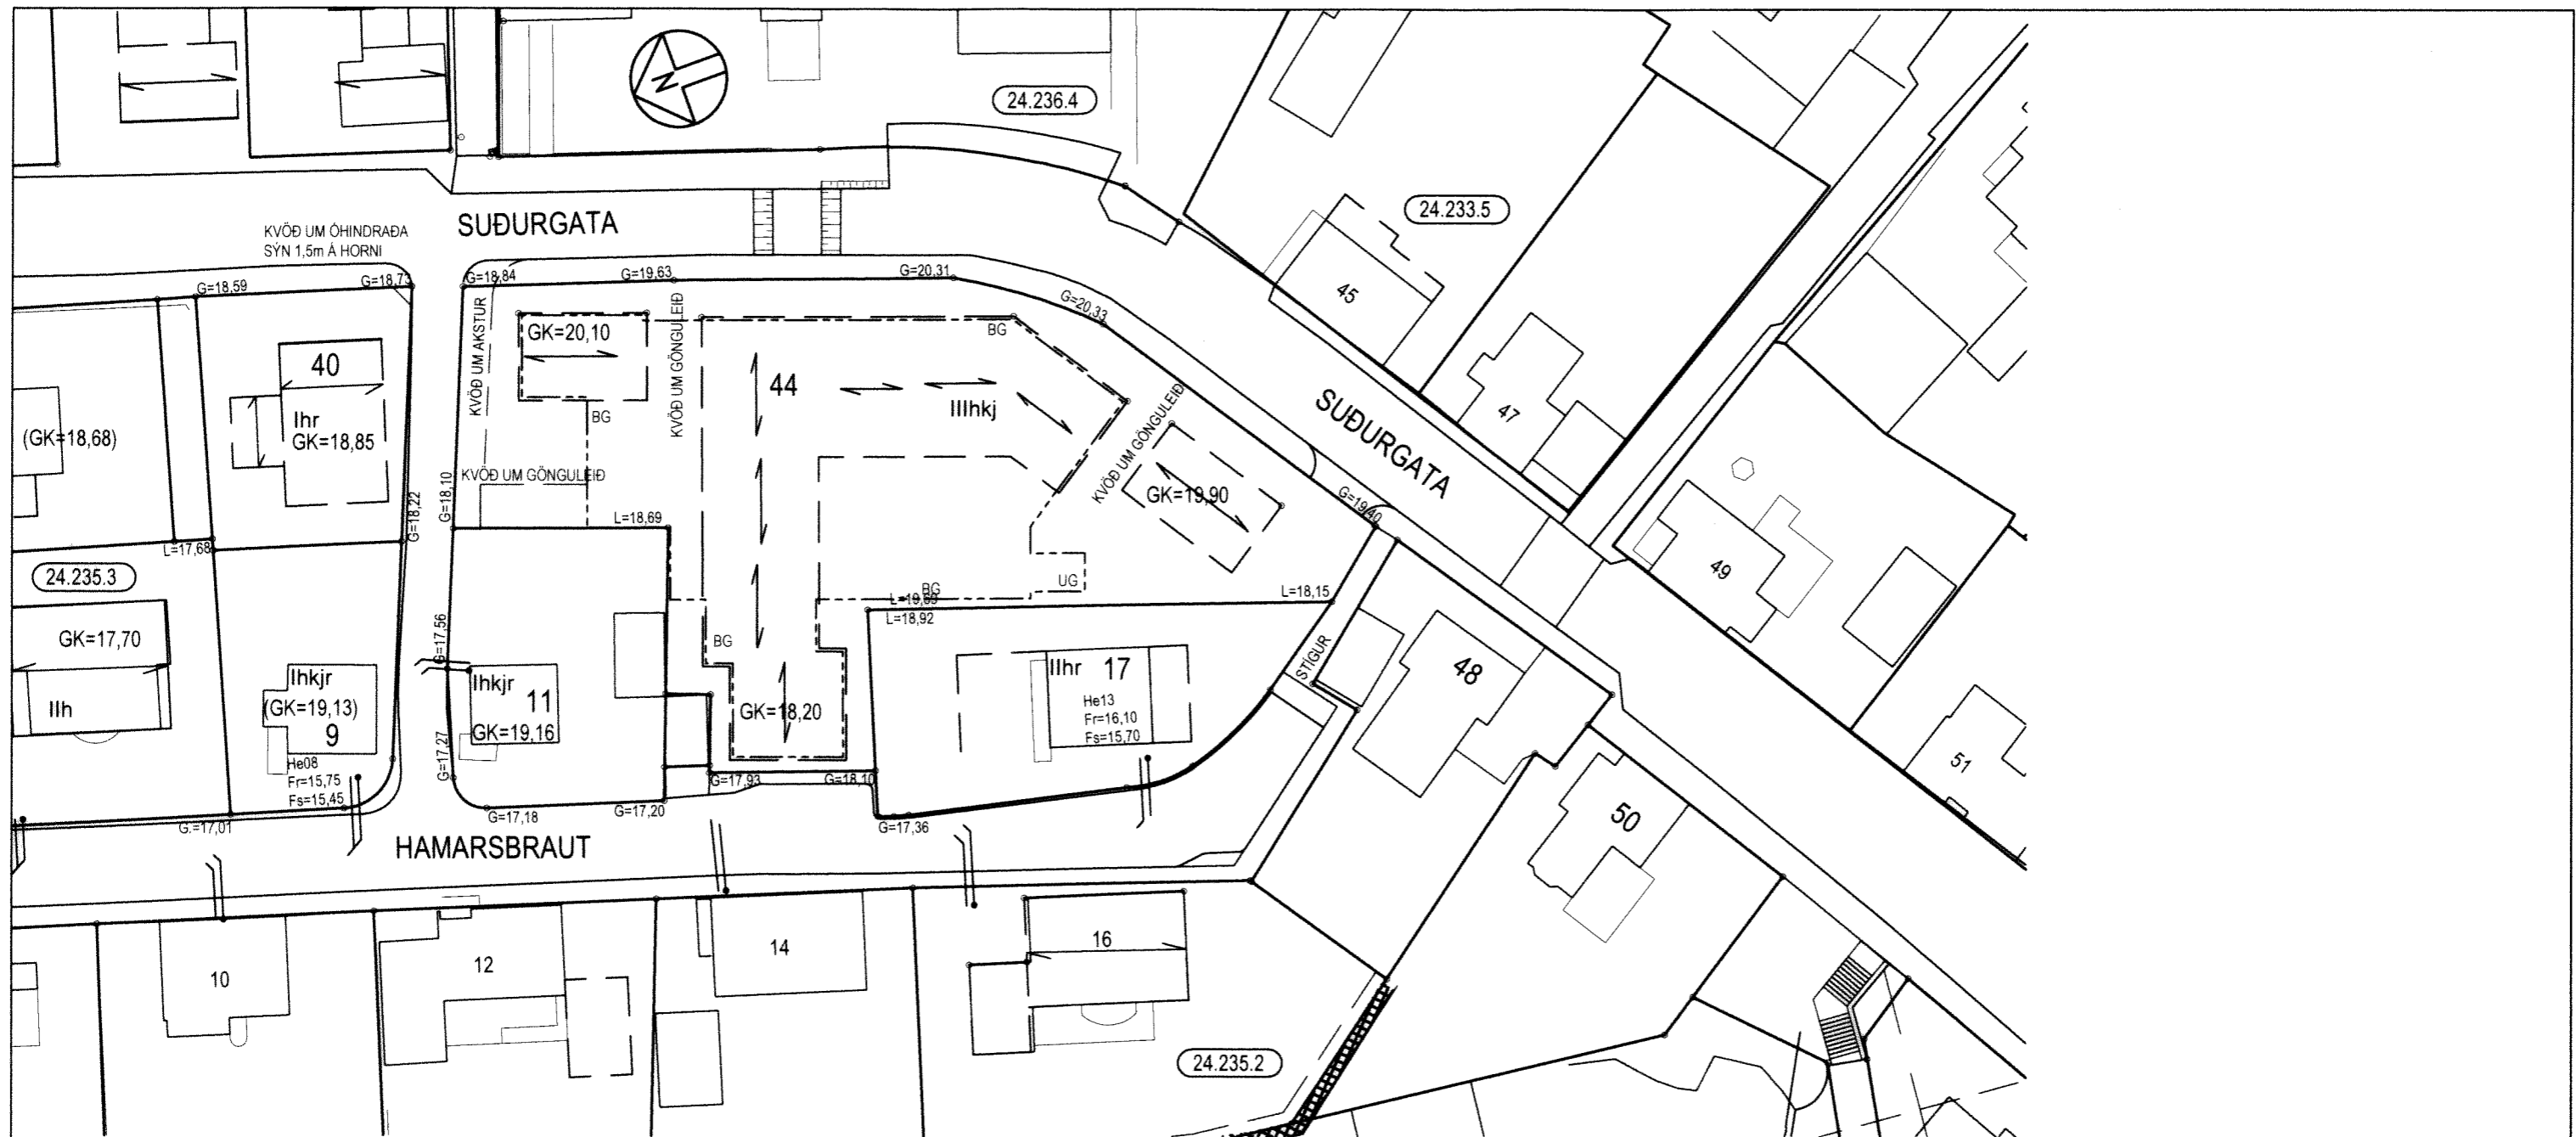 N
24.236.4
24.233.5
SUÐURGATA
KVÖÐ UM ÓHINDRAÐA
SÝN 1,5m Á HORNI
G=18,59
G=18,73
G=18,84
G=19,63
G=20,31
G=20,33
45
47
40
Ihr
GK=18,85
(GK=18,68)
KVÖÐ UM AKSTUR
GK=20,10
BG
KVÖÐ UM GÖNGULEIÐ
44
BG
IIIhkj
KVÖÐ UM GÖNGULEIÐ
GK=19,90
SUÐURGATA
G=19,40
KVÖÐ UM GÖNGULEIÐ
G=18,10
G=18,22
L=18,69
L=17,68
24.235.3
GK=17,70
IIh
Ihkjr
(GK=19,13)
9
He08
Fr=15,75
Fs=15,45
G=17,56
G=17,27
Ihkjr
11
GK=19,16
BG
GK=18,20
BG
UG
L=19,69
L=18,92
L=18,15
IIhr
17
He13
Fr=16,10
Fs=15,70
STÍGUR
48
49
50
51
G.=17,01
G=17,18
G=17,20
G=17,93
G=18,10
G=17,36
HAMARSBRAUT
10
12
14
16
24.235.2